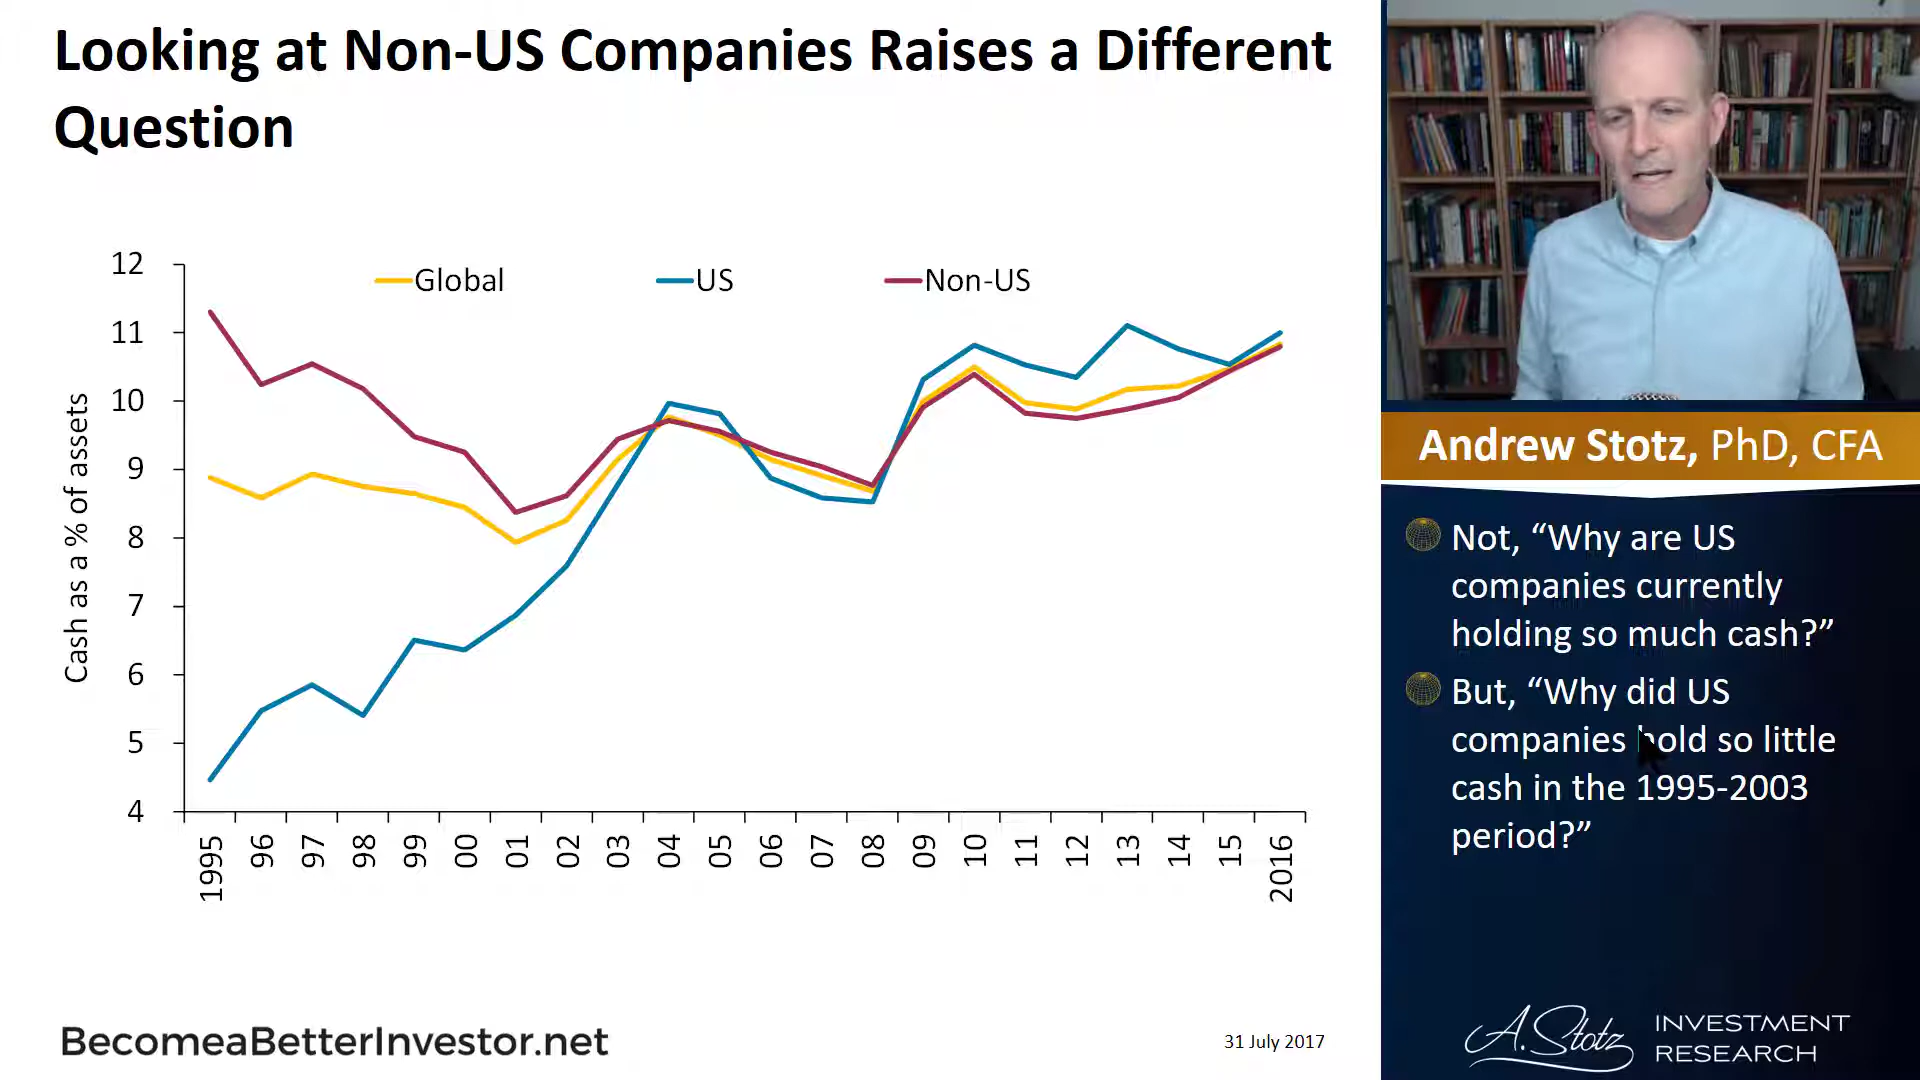 Looking at Non-US Companies Raises a Different
Question
12
11
10
9
8
7
6
5
4
Cash as a % of assets
Global
US
Non-US
1995
96
97
98
99
00
01
02
03
04
05
06
07
08
09
10
11
12
13
14
15
2016
BecomeaBetterInvestor.net
31 July 2017
Andrew Stotz, PhD, CFA
Not, “Why are US
companies currently
holding so much cash?”
But, “Why did US
companies hold so little
cash in the 1995-2003
period?”
A. Stotz
INVESTMENT
RESEARCH